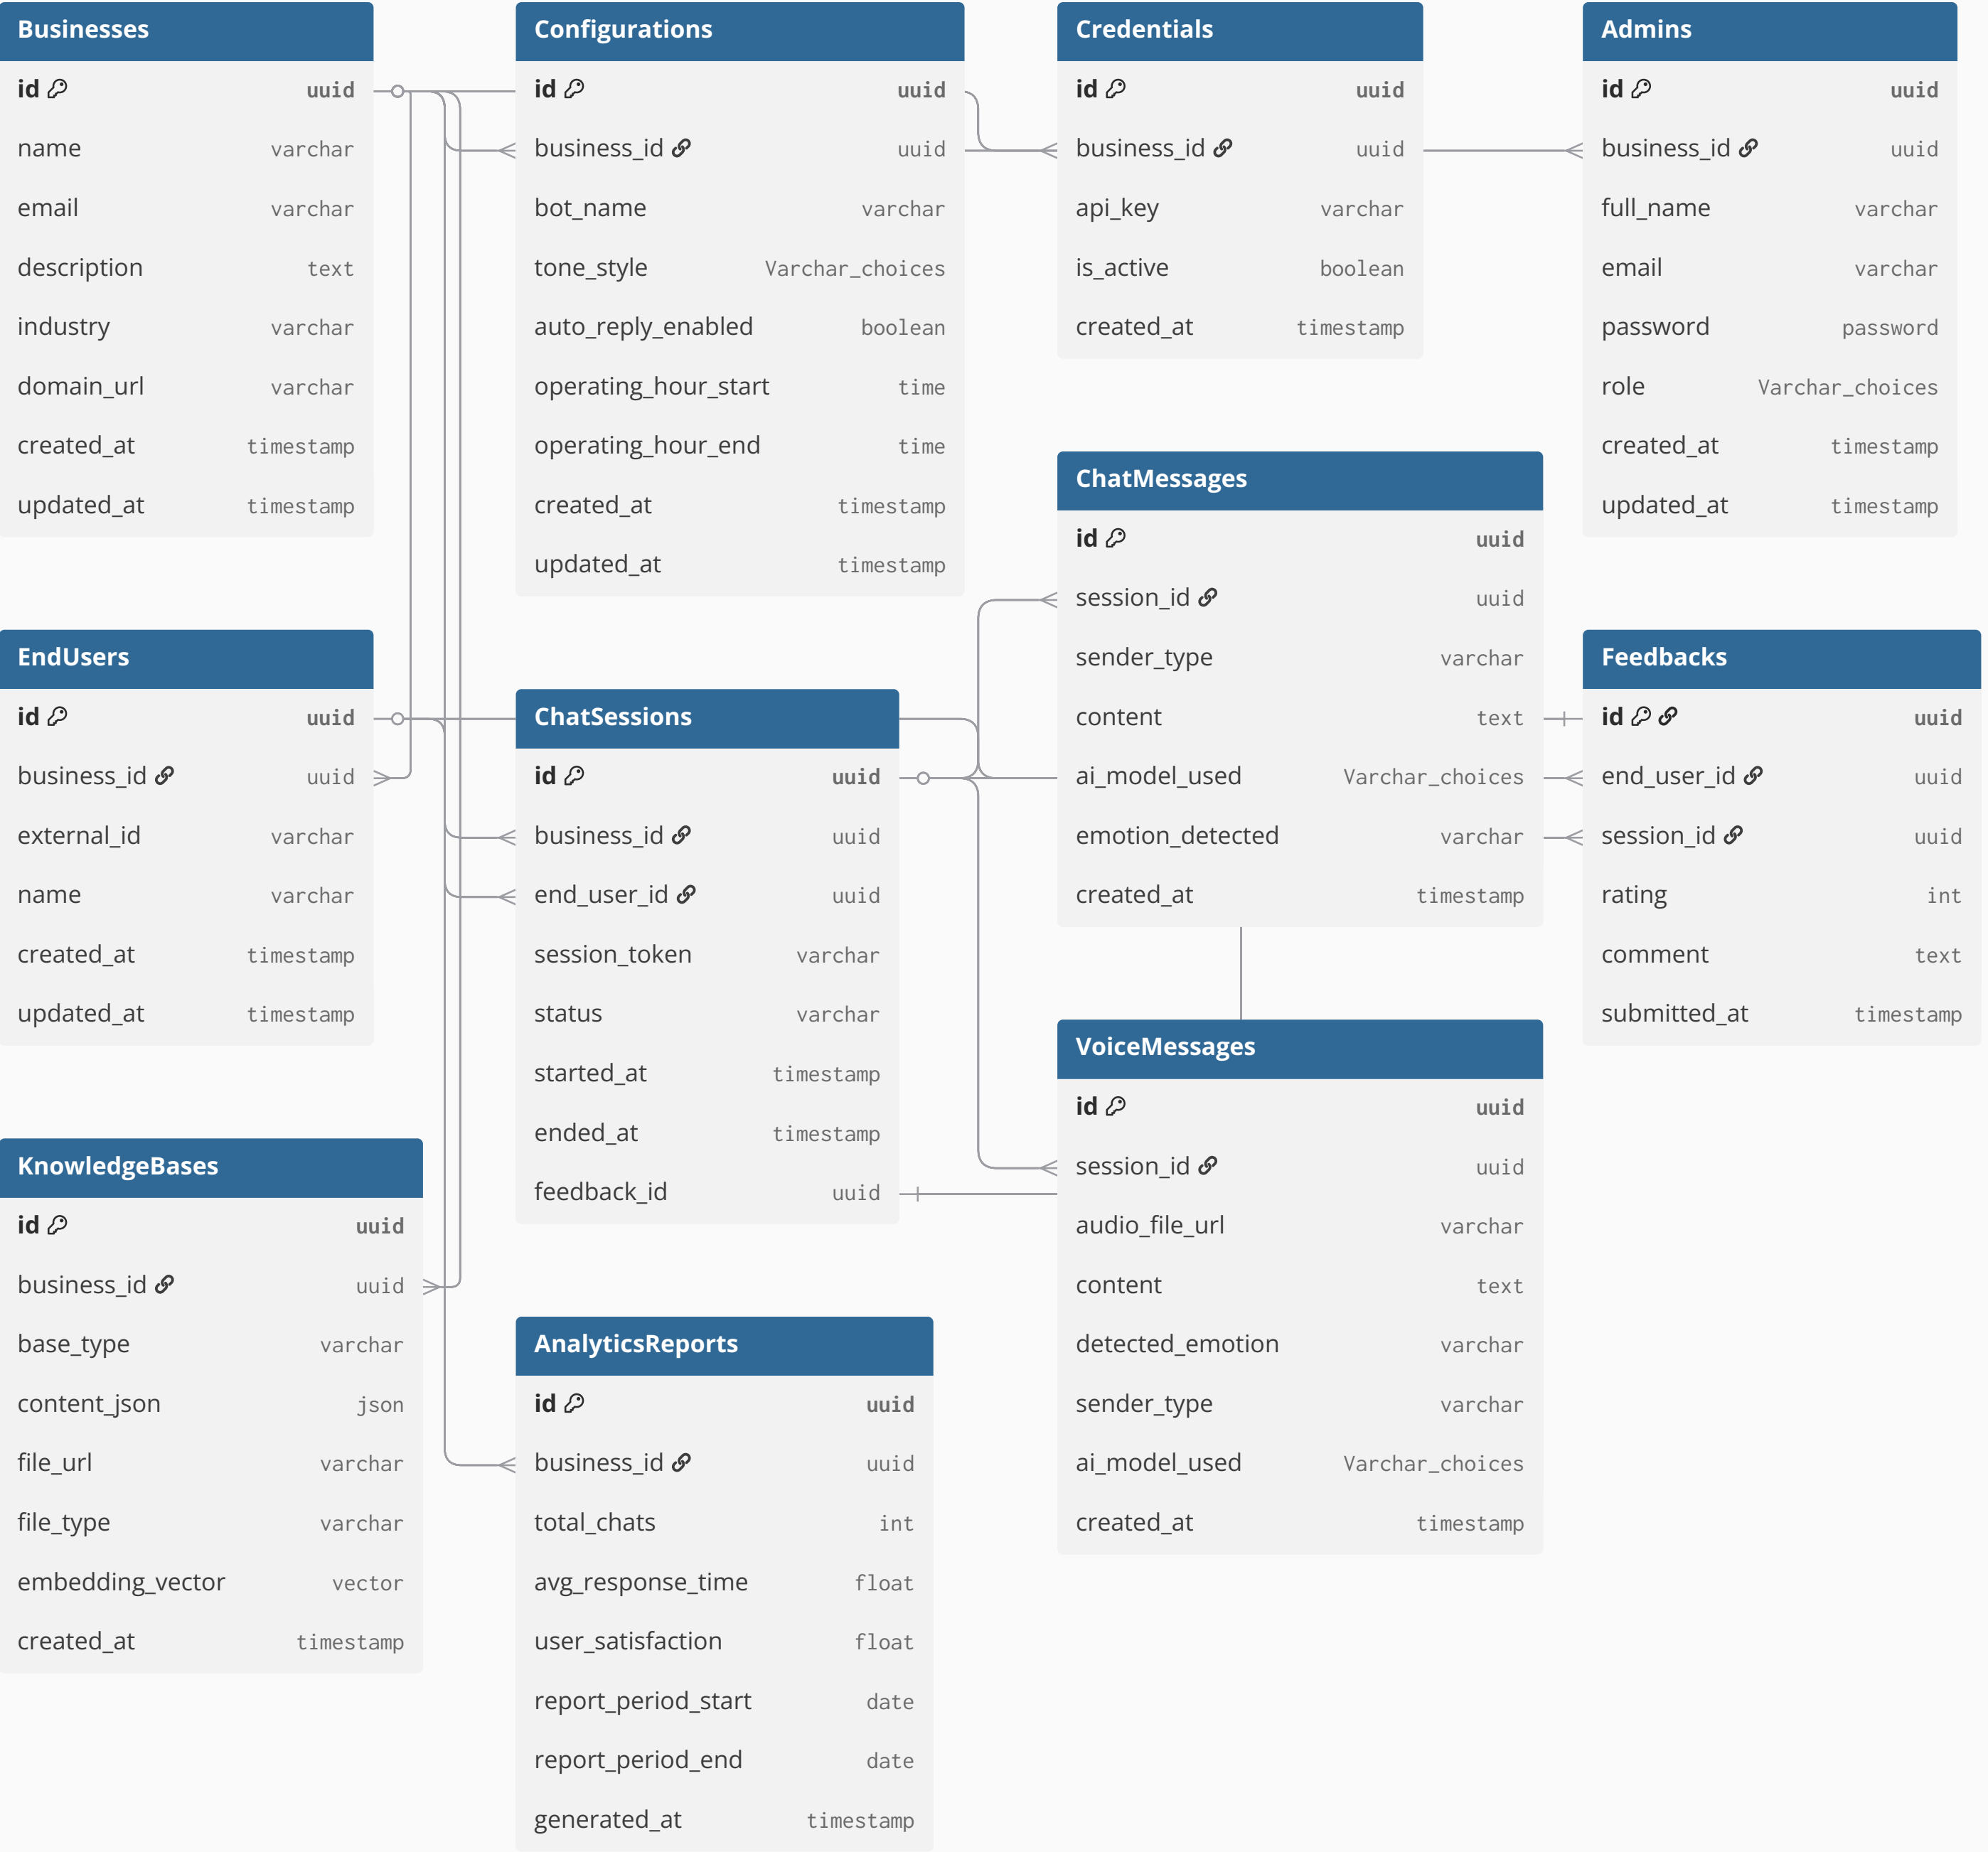 Businesses
id uuid
name varchar
email varchar
description text
industry varchar
domain_url varchar
created_at timestamp
updated_at timestamp
Configurations
id uuid
business_id uuid
bot_name varchar
tone_style Varchar_choices
auto_reply_enabled boolean
operating_hour_start time
operating_hour_end time
created_at timestamp
updated_at timestamp
Credentials
id uuid
business_id uuid
api_key varchar
is_active boolean
created_at timestamp
Admins
id uuid
business_id uuid
full_name varchar
email varchar
password password
role Varchar_choices
created_at timestamp
updated_at timestamp
ChatMessages
id uuid
session_id uuid
sender_type varchar
content text
ai_model_used Varchar_choices
emotion_detected varchar
created_at timestamp
EndUsers
id uuid
business_id uuid
external_id varchar
name varchar
created_at timestamp
updated_at timestamp
ChatSessions
id uuid
business_id uuid
end_user_id uuid
session_token varchar
status varchar
started_at timestamp
ended_at timestamp
feedback_id uuid
Feedbacks
id uuid
end_user_id uuid
session_id uuid
rating int
comment text
submitted_at timestamp
VoiceMessages
id uuid
session_id uuid
audio_file_url varchar
content text
detected_emotion varchar
sender_type varchar
ai_model_used Varchar_choices
created_at timestamp
KnowledgeBases
id uuid
business_id uuid
base_type varchar
content_json json
file_url varchar
file_type varchar
embedding_vector vector
created_at timestamp
AnalyticsReports
id uuid
business_id uuid
total_chats int
avg_response_time float
user_satisfaction float
report_period_start date
report_period_end date
generated_at timestamp